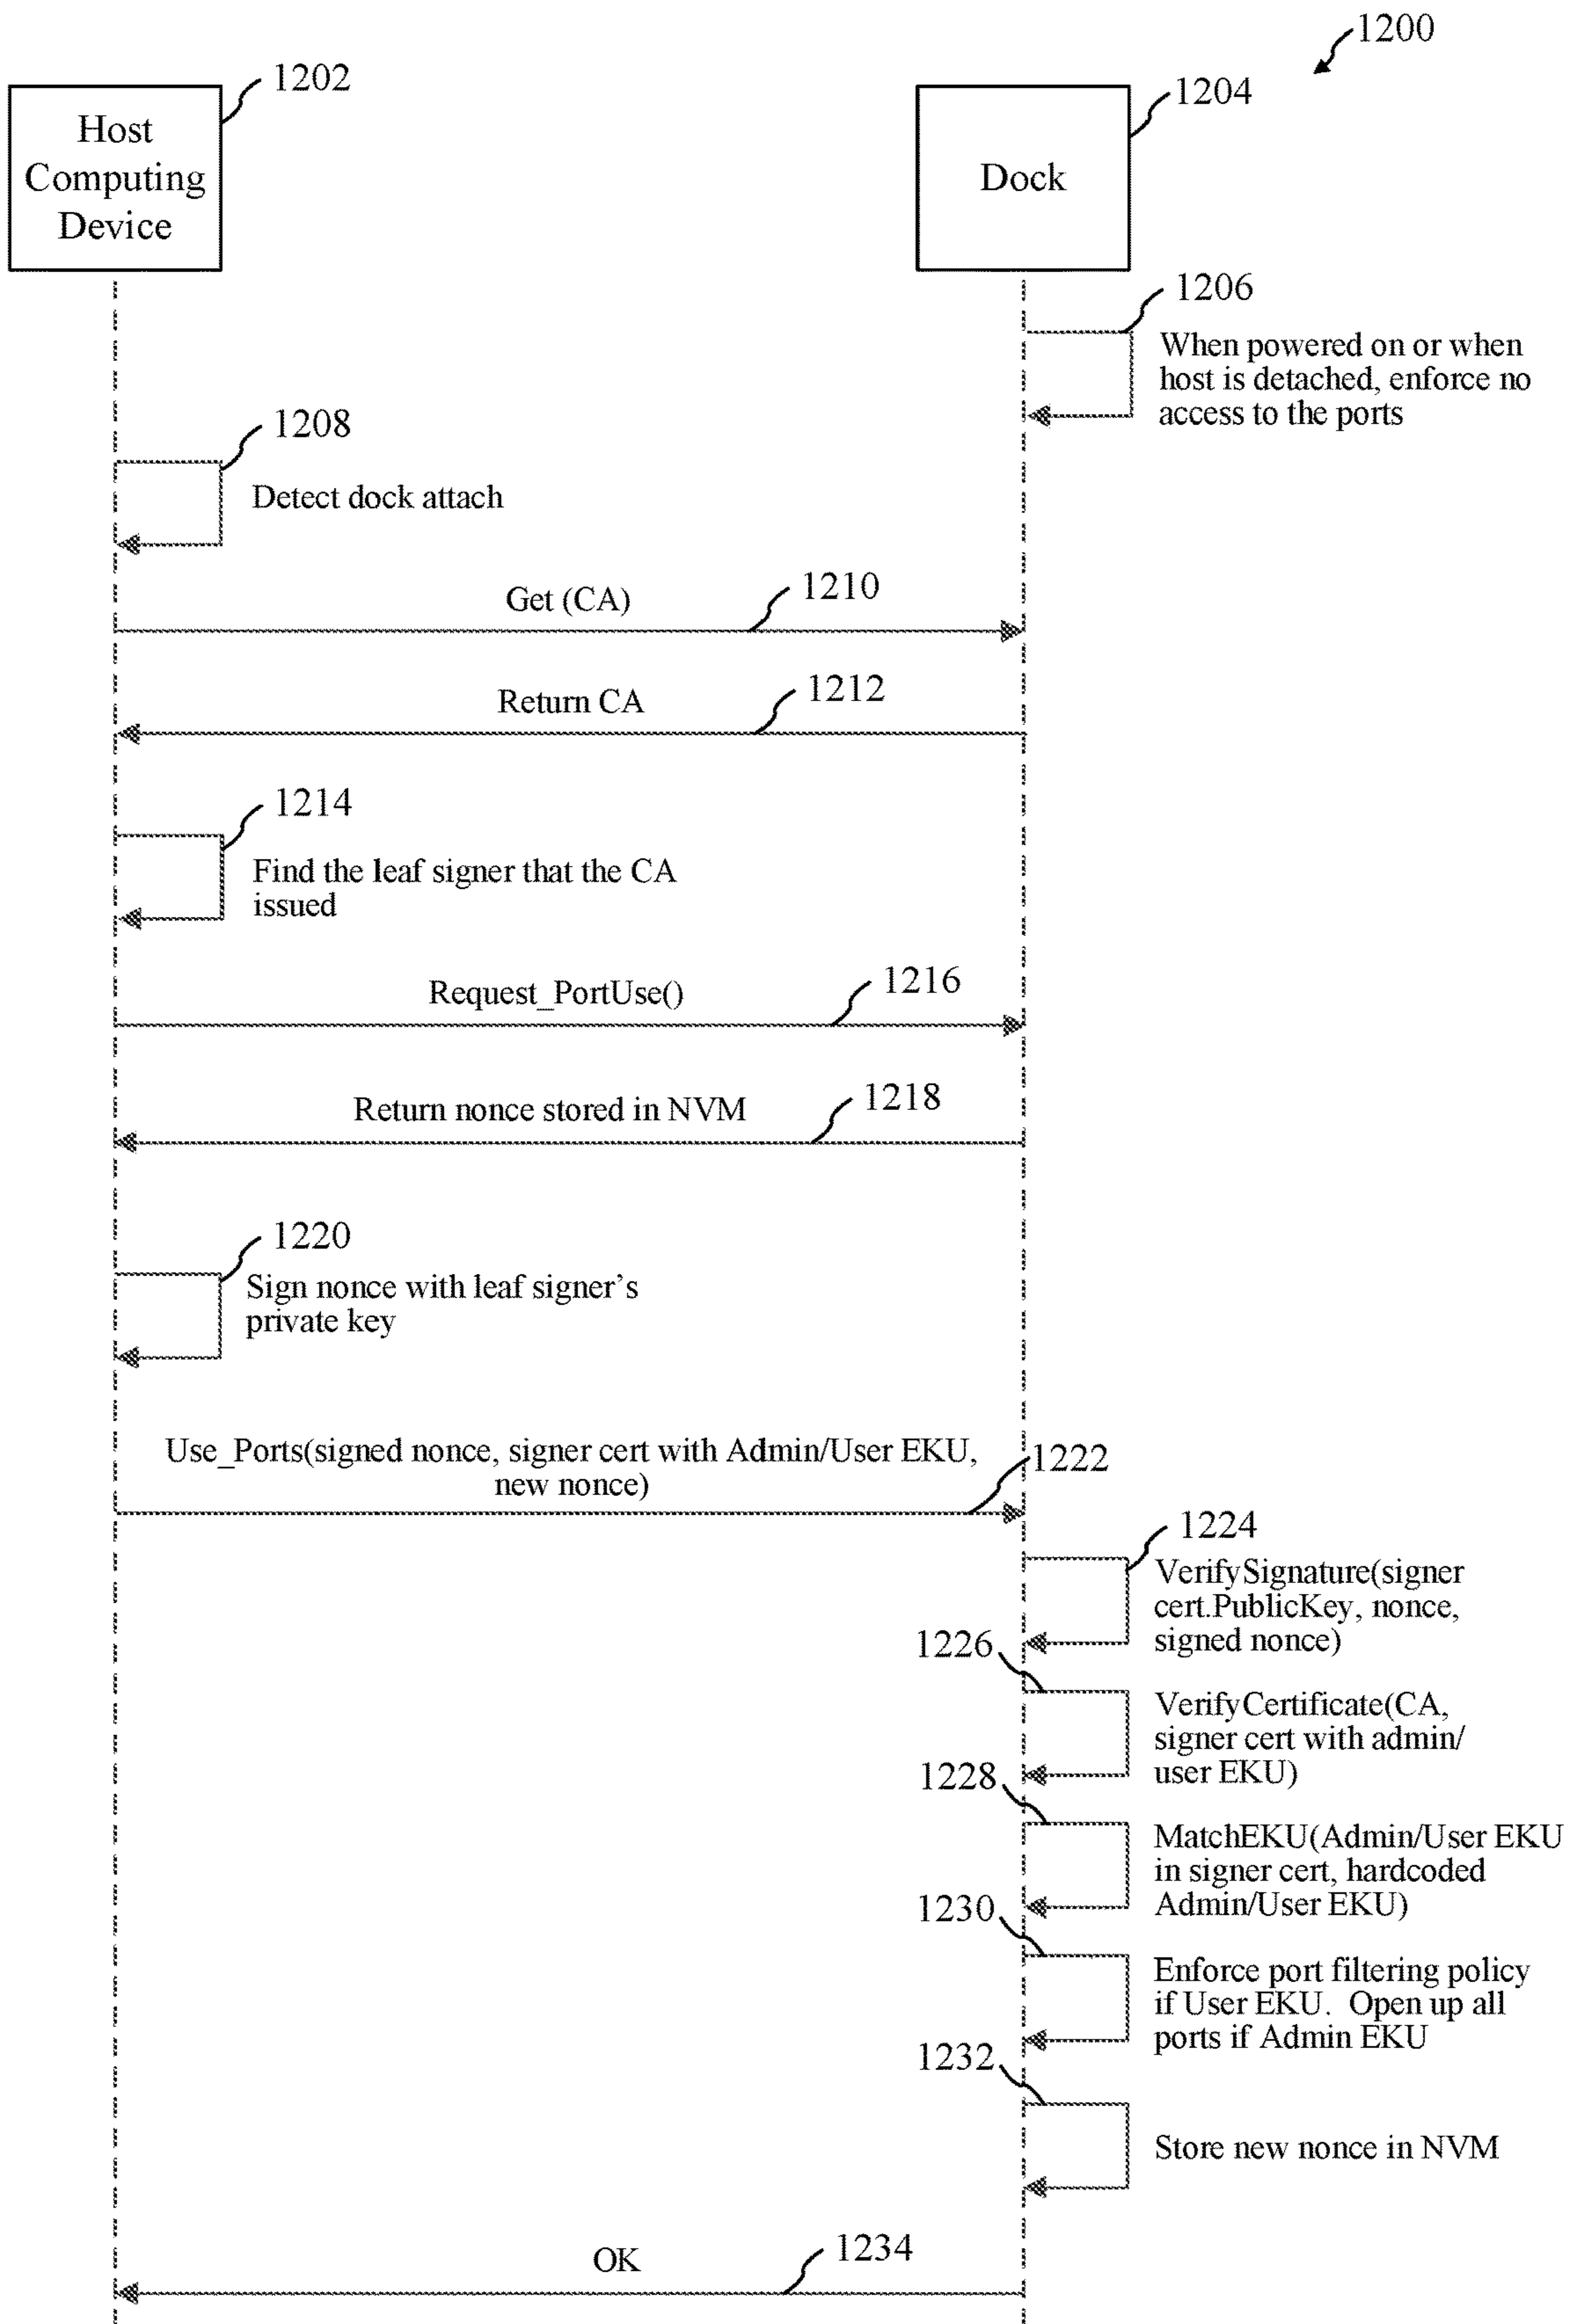 1200
1202
Host
Computing
Device
1204
Dock
1206
When powered on or when
host is detached, enforce no
access to the ports
1208
Detect dock attach
1210
Get (CA)
1212
Return CA
1214
Find the leaf signer that the CA
issued
1216
Request_PortUse()
1218
Return nonce stored in NVM
1220
Sign nonce with leaf signer’s
private key
Use_Ports(signed nonce, signer cert with Admin/User EKU,
new nonce)
1222
1224
VerifySignature(signer
cert.PublicKey, nonce,
signed nonce)
1226
VerifyCertificate(CA,
signer cert with admin/
user EKU)
1228
MatchEKU(Admin/User EKU
in signer cert, hardcoded
Admin/User EKU)
1230
Enforce port filtering policy
if User EKU. Open up all
ports if Admin EKU
1232
Store new nonce in NVM
1234
OK